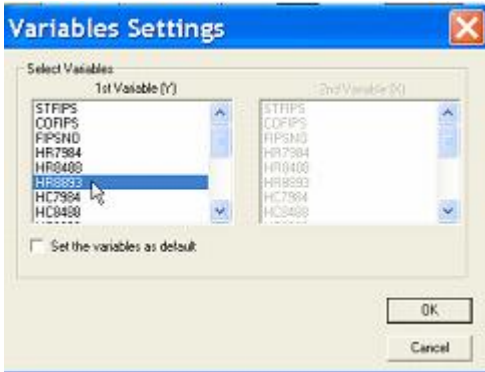 Variables Settings
Select Variables
1st Variable (Y)
2nd Variable (X)
STFIPS
COFIPS
FIPSNO
HR7984
HR8488
HR8893
HC7984
HC8488
STFIPS
COFIPS
FIPSNO
HR7984
HR8488
HR8893
HC7984
HC8488
Set the variables as default
OK
Cancel